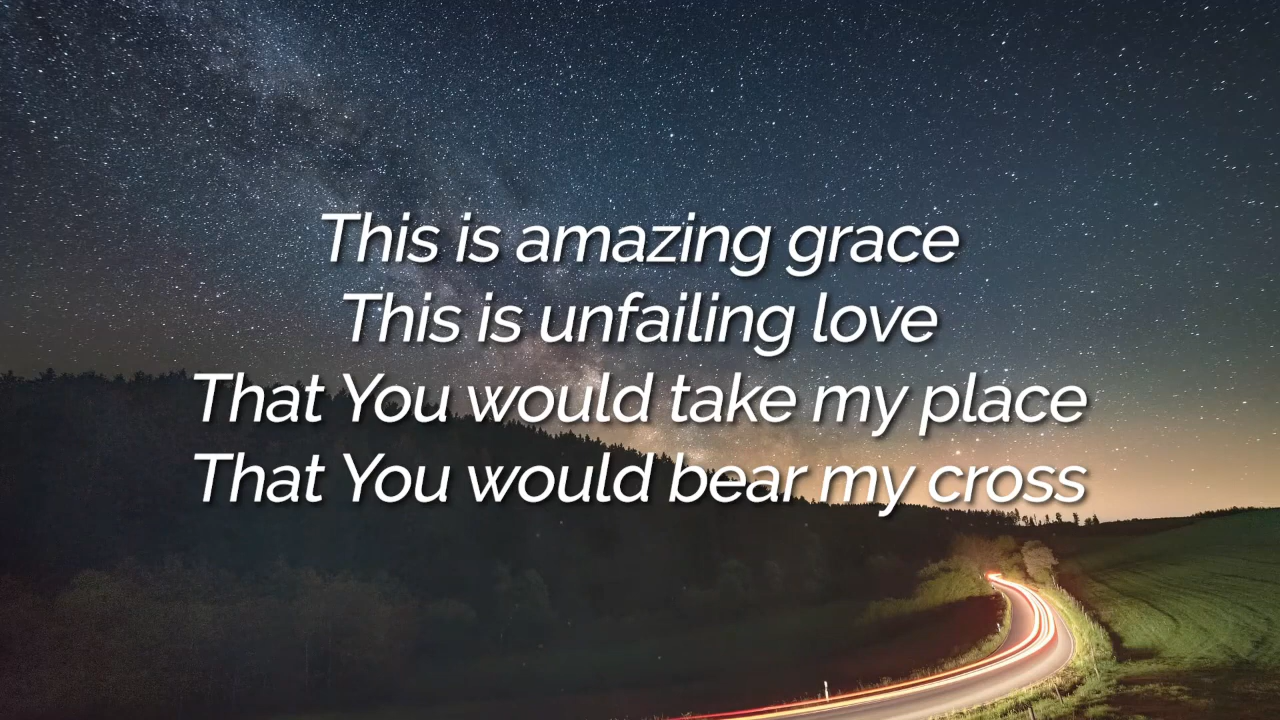 This is amazing grace
This is unfailing love
That You would take my place
That You would bear my cross